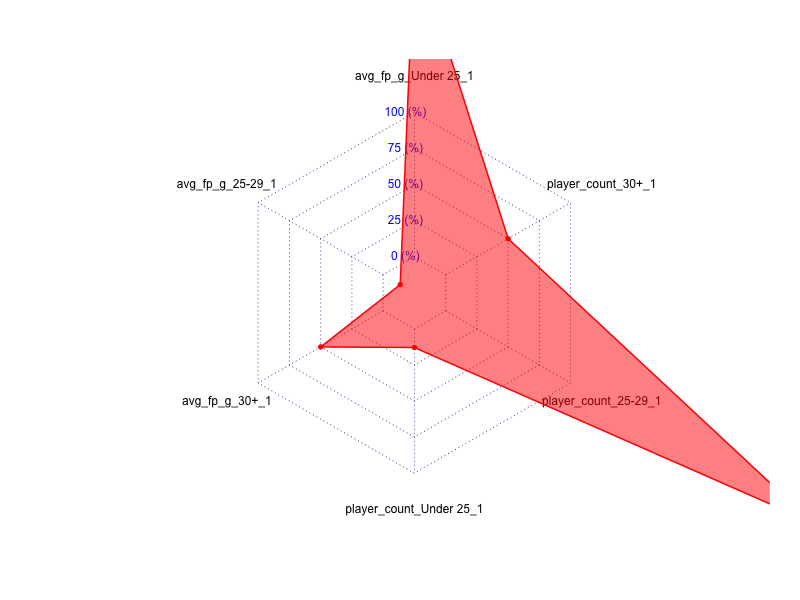 avg_fp_g_Under 25_1
100 (%)
75 (%)
avg_fp_g_25-29_1
50 (%)
player_count_30+_1
25 (%)
0 (%)
avg_fp_g_30+_1
player_count_25-29_1
player_count_Under 25_1